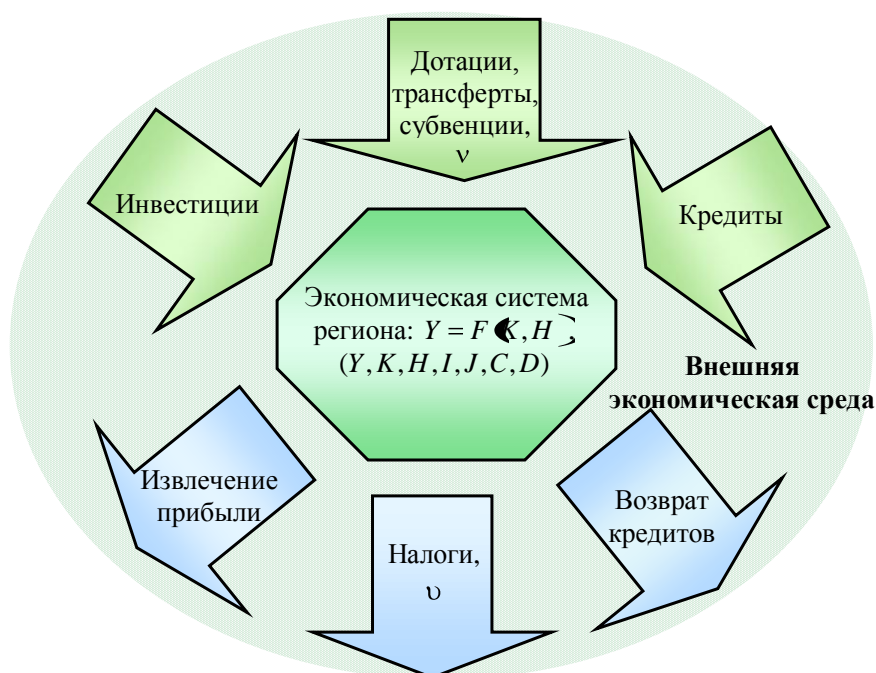 Дотации,
трансферты,
субвенции,
ν
Инвестиции
Кредиты
Экономическая система
региона: Y = F(K, H),
(Y, K, H, I, J, C, D)
Внешняя
экономическая среда
Извлечение
прибыли
Налоги,
υ
Возврат
кредитов